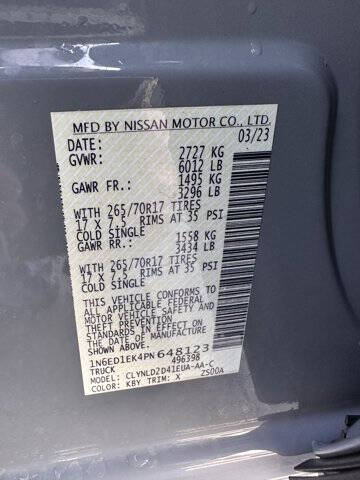 MFD BY NISSAN MOTOR CO., LTD.
DATE: 03/23
GVWR: 2727 KG
6012 LB
GAWR FR.: 1495 KG
3296 LB
WITH 265/70R17 TIRES
17 X 7.5 RIMS AT 35 PSI
COLD SINGLE
GAWR RR.: 1558 KG
3434 LB
WITH 265/70R17 TIRES
17 X 7.5 RIMS AT 35 PSI
COLD SINGLE
THIS VEHICLE CONFORMS
TO ALL APPLICABLE FEDERAL
MOTOR VEHICLE SAFETY AND
THEFT PREVENTION
STANDARDS IN EFFECT ON
THE DATE OF MANUFACTURE
SHOWN ABOVE.
1N6ED1EK4PN648123
TRUCK 496398
MODEL: CLYNLD2D41EUA-AA-C
COLOR: KBY TRIM: X ZS00A